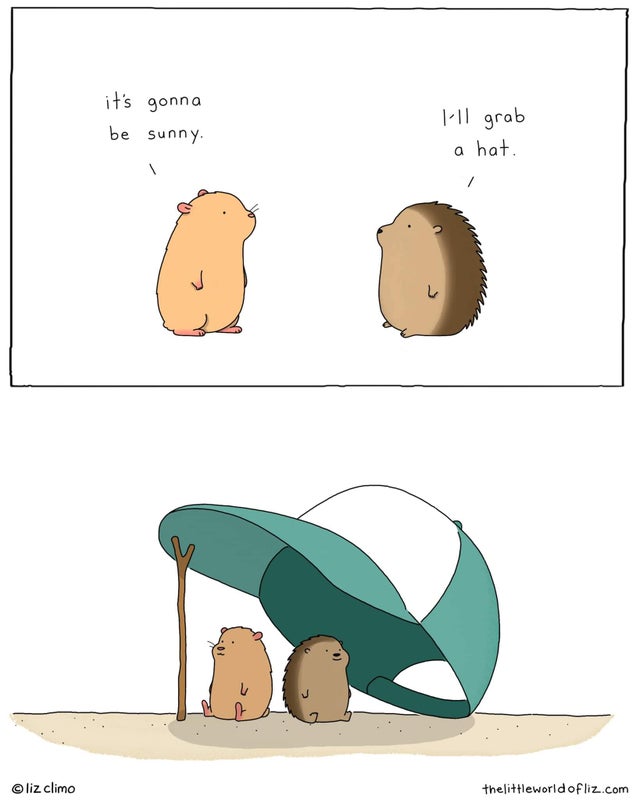 it's gonna
be sunny.
I'll grab
a hat.
©liz climo
thelittleworldofliz.com